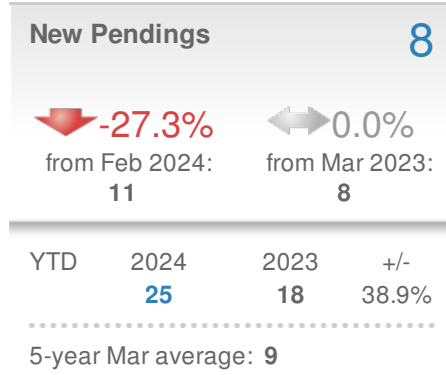 New Pendings 8
-27.3% 0.0%
from Feb 2024: from Mar 2023:
11 8
YTD 2024 2023 +/-
25 18 38.9%
5-year Mar average: 9